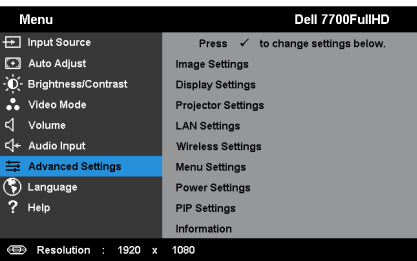 Menu Dell 7700FullHD
Input Source
Auto Adjust
Brightness/Contrast
Video Mode
Volume
Audio Input
Advanced Settings
Language
? Help
Press ✓ to change settings below.
Image Settings
Display Settings
Projector Settings
LAN Settings
Wireless Settings
Menu Settings
Power Settings
PIP Settings
Information
Resolution : 1920 x 1080